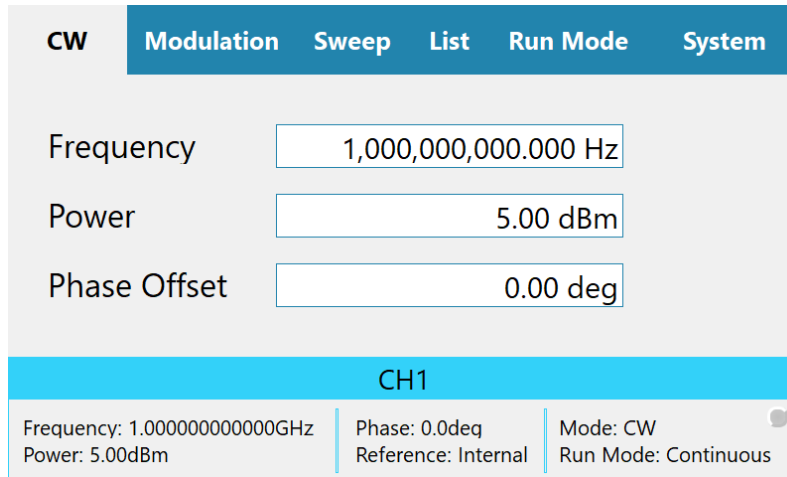 CW Modulation Sweep List Run Mode System
Frequency 1,000,000,000.000 Hz
Power 5.00 dBm
Phase Offset 0.00 deg
CH1
Frequency: 1.000000000000GHz Phase: 0.0deg Mode: CW
Power: 5.00dBm Reference: Internal Run Mode: Continuous